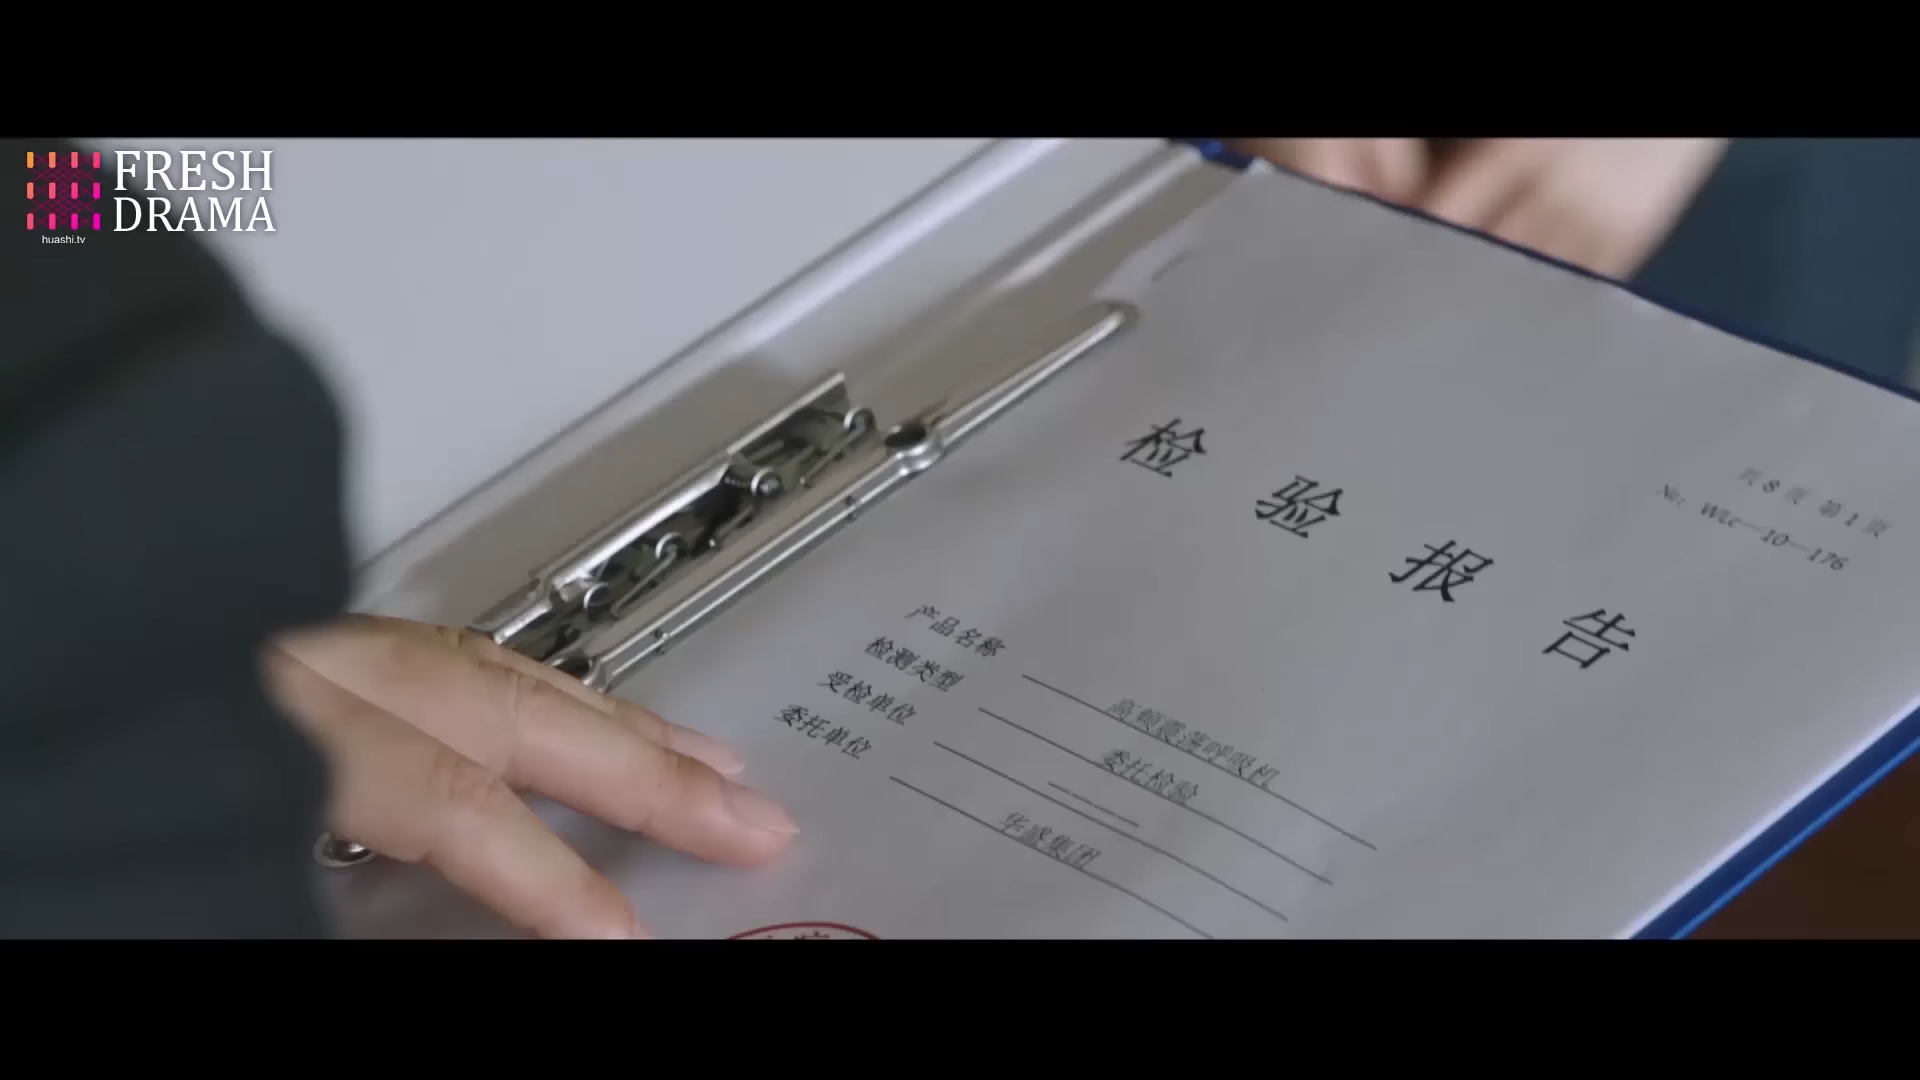 FRESH
DRAMA
huashi.tv
共8页 第1页
No: WLc—10—176
检验报告
产品名称 高频震荡呼吸机
检测类型 委托检验
受检单位 ————
委托单位 华盛集团